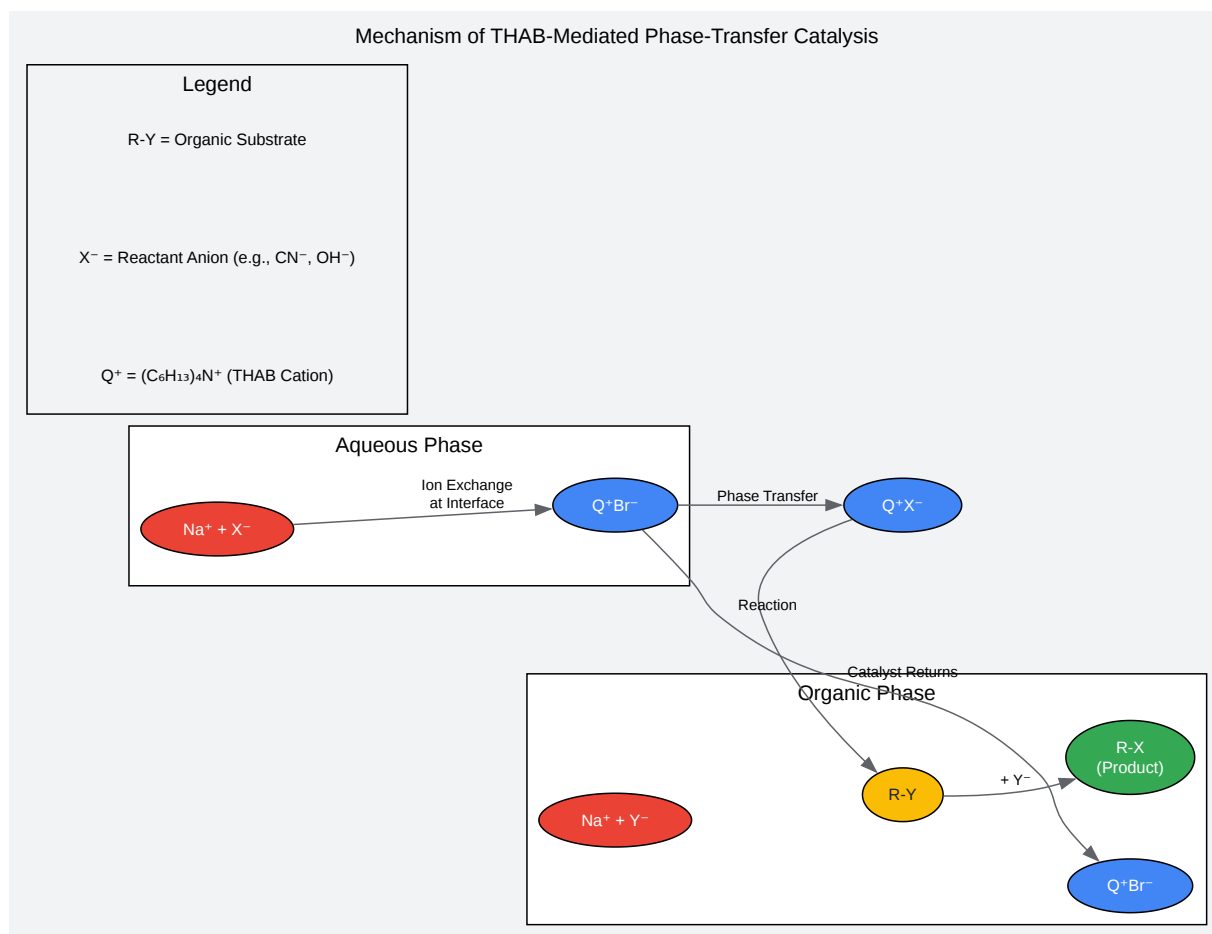 Mechanism of THAB-Mediated Phase-Transfer Catalysis
Legend
R-Y = Organic Substrate
X⁻ = Reactant Anion (e.g., CN⁻, OH⁻)
Q⁺ = (C₆H₁₃)₄N⁺ (THAB Cation)
Aqueous Phase
Ion Exchange
at Interface
Na⁺ + X⁻
Q⁺Br⁻
Phase Transfer
Q⁺X⁻
Reaction
Catalyst Returns
Organic Phase
R-X
(Product)
+ Y⁻
R-Y
Na⁺ + Y⁻
Q⁺Br⁻